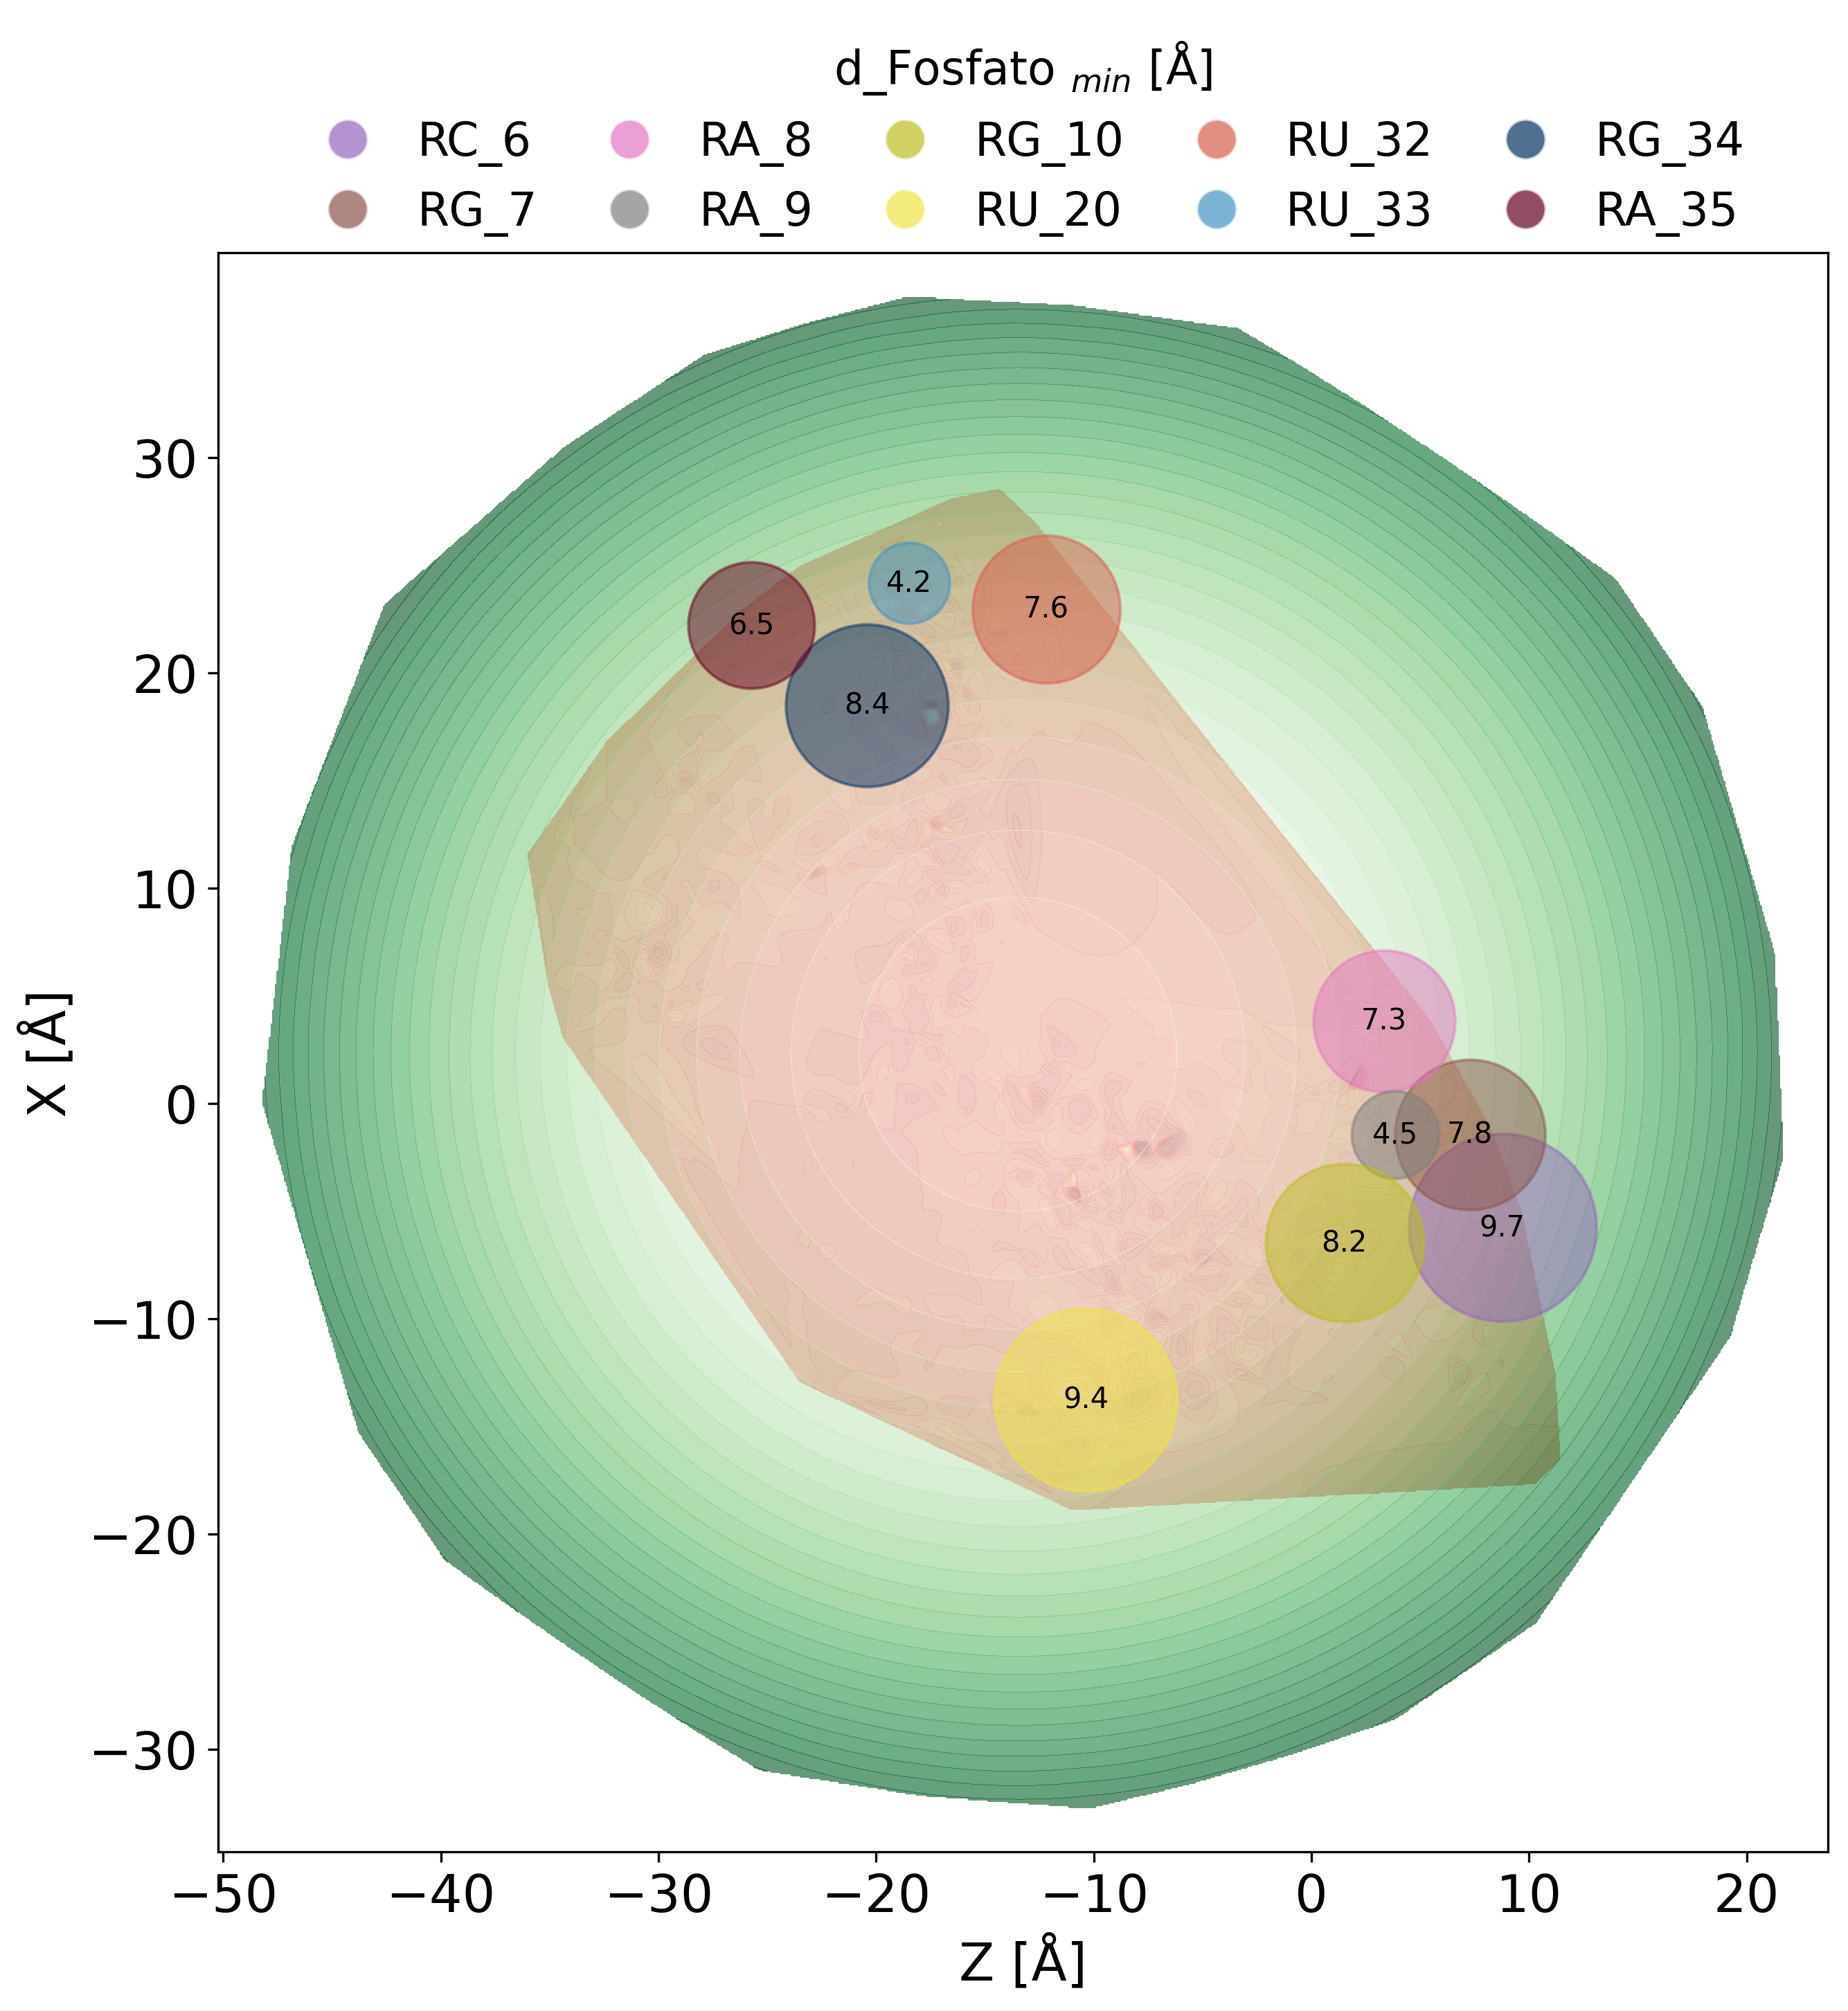 d_Fosfato min [Å]
RC_6 RA_8 RG_10 RU_32 RG_34
RG_7 RA_9 RU_20 RU_33 RA_35
30
20
10
0
−10
−20
−30
X [Å]
4.2
6.5
7.6
8.4
7.3
4.5 7.8
9.7
8.2
9.4
−50 −40 −30 −20 −10 0 10 20
Z [Å]